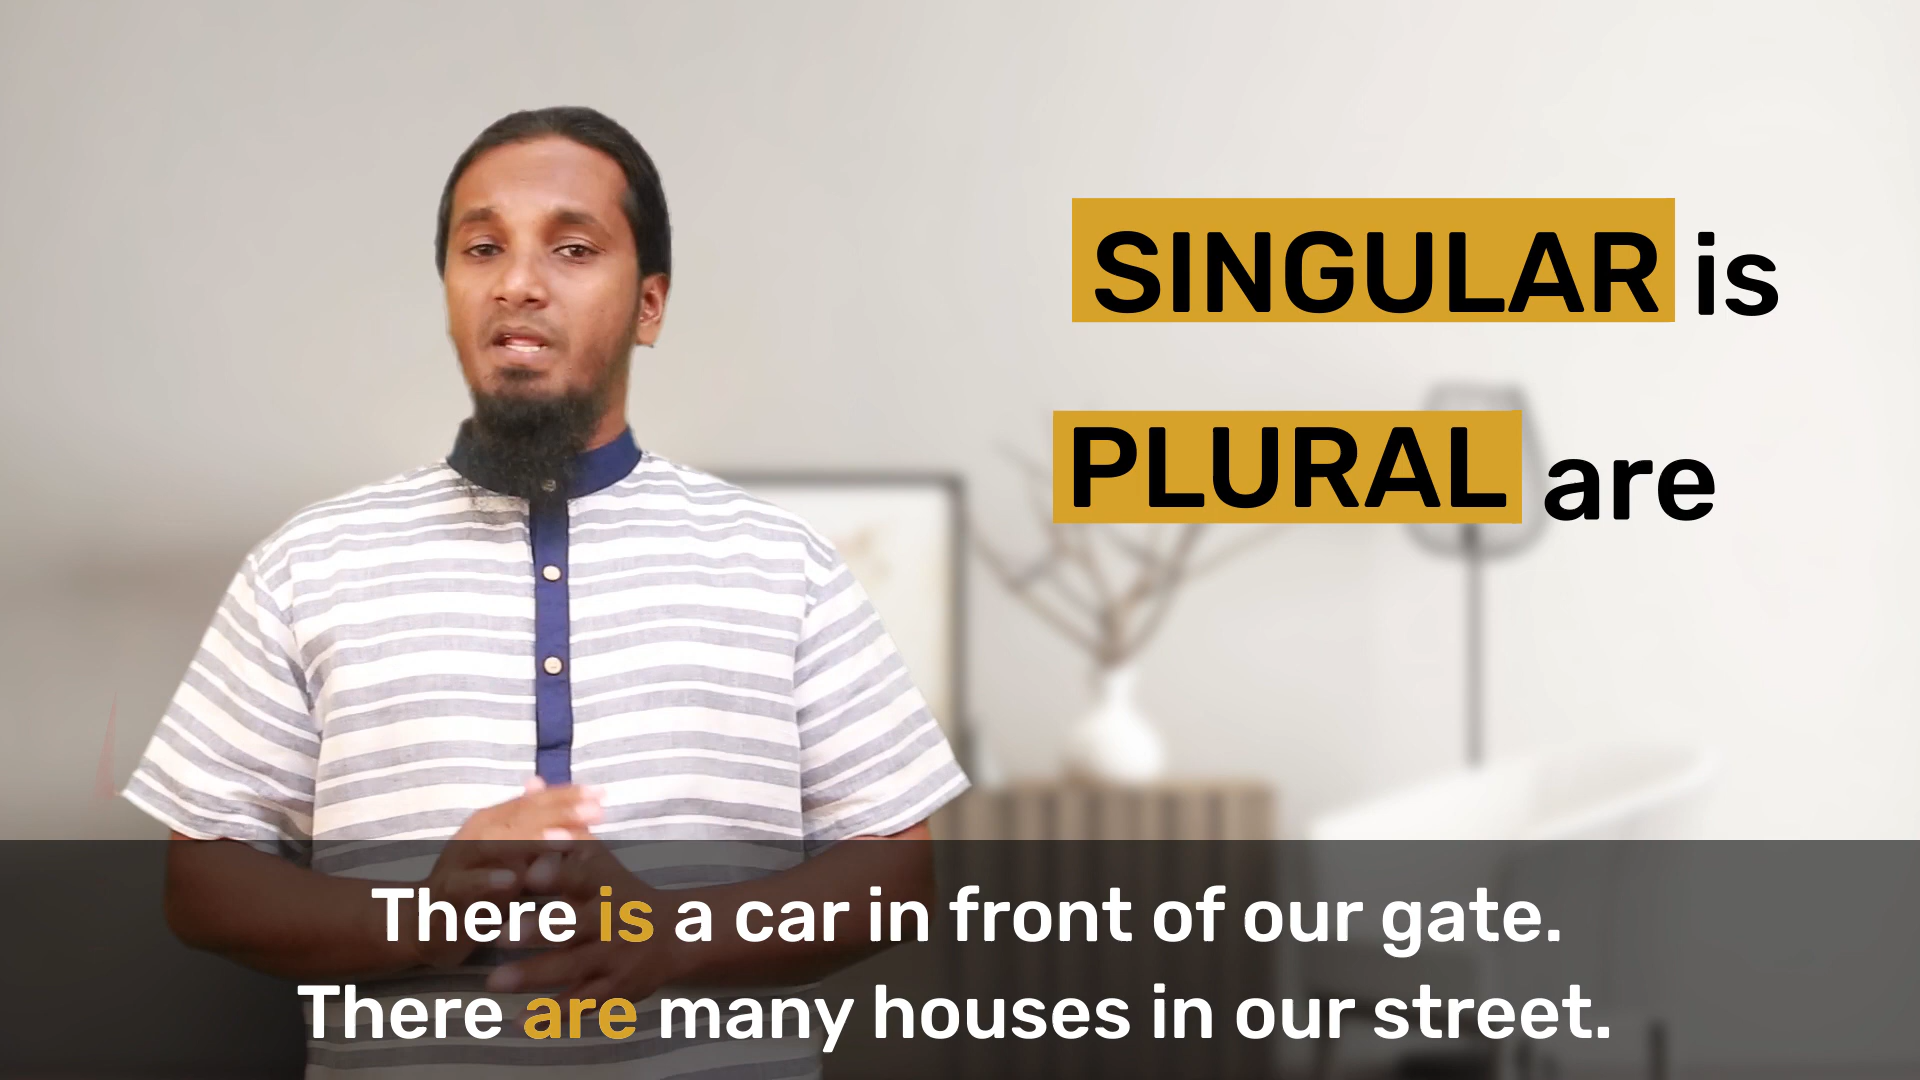 SINGULAR is
PLURAL are
There is a car in front of our gate.
There are many houses in our street.